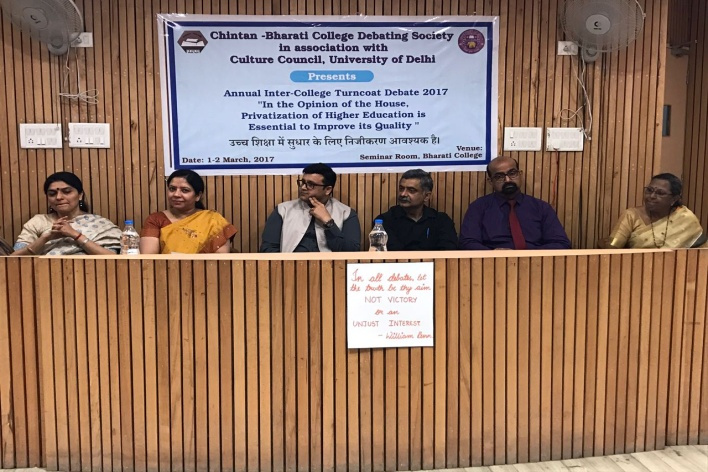 Chintan -Bharati College Debating Society
in association with
Culture Council, University of Delhi
Presents
Annual Inter-College Turncoat Debate 2017
"In the Opinion of the House,
Privatization of Higher Education is
Essential to Improve its Quality "
उच्च शिक्षा में सुधार के लिए निजीकरण आवश्यक है।
Date: 1-2 March, 2017
Venue:
Seminar Room, Bharati College
In all debates, let
the truth be thy aim
NOT VICTORY
or an
UNJUST INTEREST
- William Penn